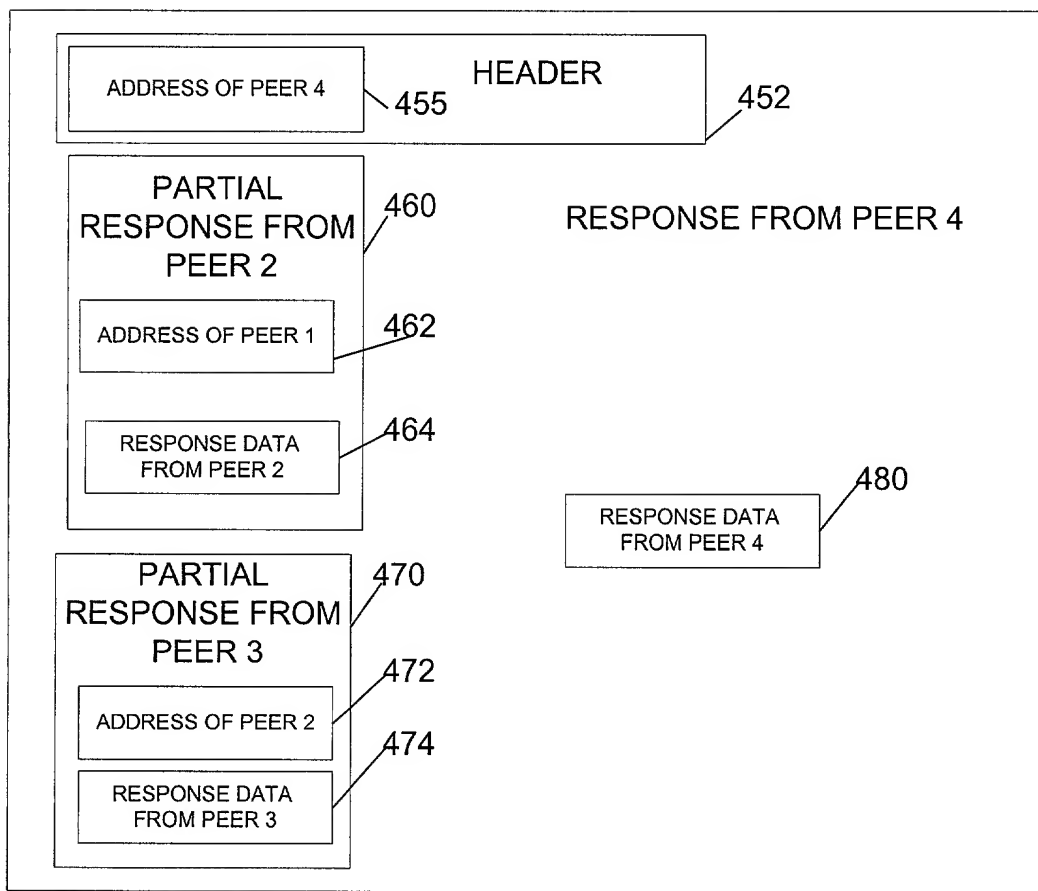 ADDRESS OF PEER 4
HEADER
455
452
PARTIAL
RESPONSE FROM
PEER 2
460
RESPONSE FROM PEER 4
ADDRESS OF PEER 1
462
RESPONSE DATA
FROM PEER 2
464
480
RESPONSE DATA
FROM PEER 4
PARTIAL
RESPONSE FROM
PEER 3
470
472
ADDRESS OF PEER 2
474
RESPONSE DATA
FROM PEER 3